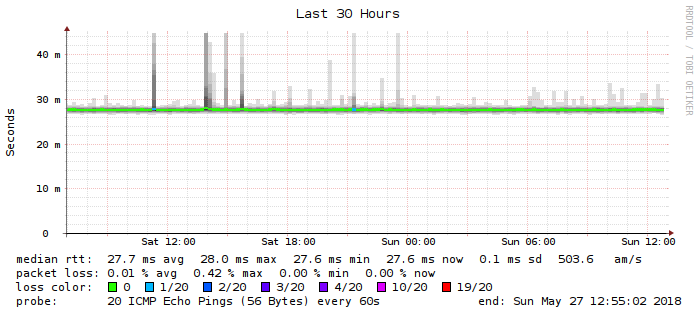 Last 30 Hours
RRDTOOL / TOBI OETIKER
Seconds
40 m
30 m
20 m
10 m
0
Sat 12:00 Sat 18:00 Sun 00:00 Sun 06:00 Sun 12:00
median rtt: 27.7 ms avg 28.0 ms max 27.6 ms min 27.6 ms now 0.1 ms sd 503.6 am/s
packet loss: 0.01 % avg 0.42 % max 0.00 % min 0.00 % now
loss color: 0 1/20 2/20 3/20 4/20 10/20 19/20
probe: 20 ICMP Echo Pings (56 Bytes) every 60s end: Sun May 27 12:55:02 2018